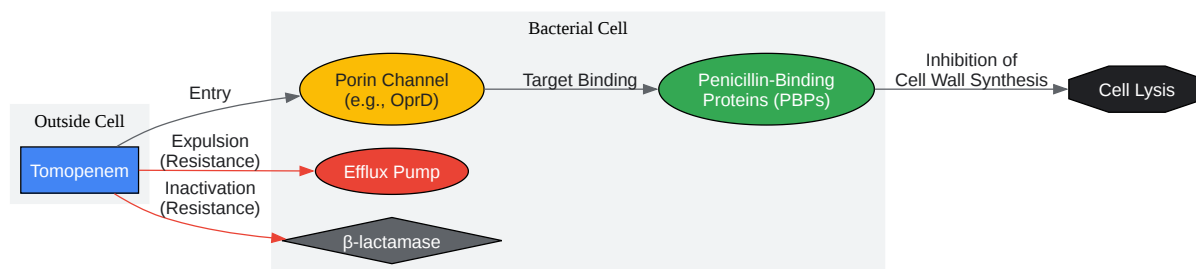 Bacterial Cell
Outside Cell
Tomopenem
Entry
Expulsion
(Resistance)
Inactivation
(Resistance)
Porin Channel
(e.g., OprD)
Efflux Pump
β-lactamase
Target Binding
Penicillin-Binding
Proteins (PBPs)
Inhibition of
Cell Wall Synthesis
Cell Lysis